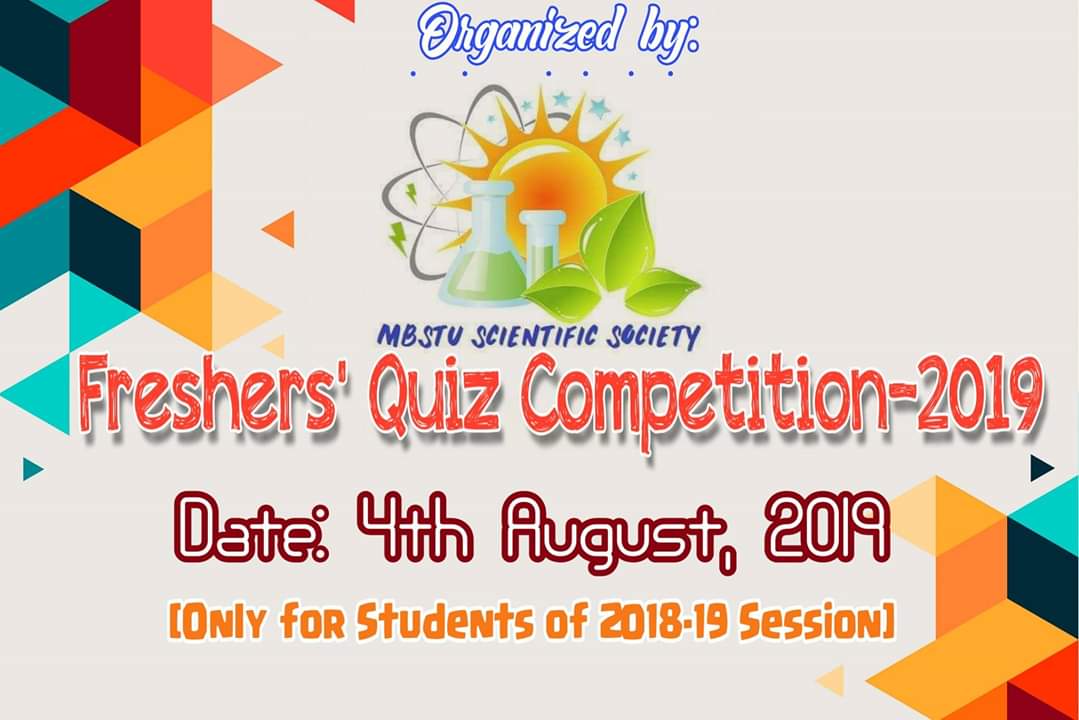 Organized by:
MBSTU SCIENTIFIC SOCIETY
Freshers' Quiz Competition-2019
Date: 4th August, 2019
[Only for Students of 2018-19 Session]